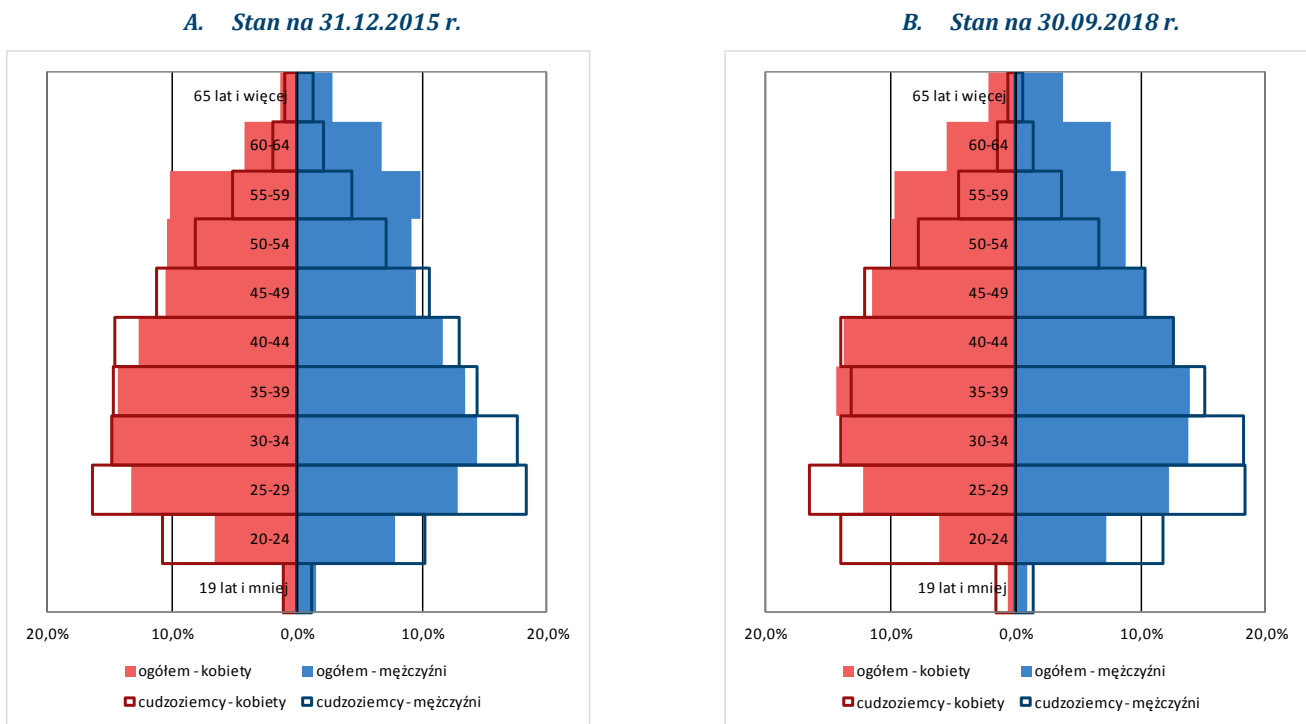 A. Stan na 31.12.2015 r.
65 lat i więcej
60-64
55-59
50-54
45-49
40-44
35-39
30-34
25-29
20-24
19 lat i mniej
20,0% 10,0% 0,0% 10,0% 20,0%
ogółem - kobiety ogółem - mężczyźni
cudzoziemcy - kobiety cudzoziemcy - mężczyźni
B. Stan na 30.09.2018 r.
65 lat i więcej
60-64
55-59
50-54
45-49
40-44
35-39
30-34
25-29
20-24
19 lat i mniej
20,0% 10,0% 0,0% 10,0% 20,0%
ogółem - kobiety ogółem - mężczyźni
cudzoziemcy - kobiety cudzoziemcy - mężczyźni